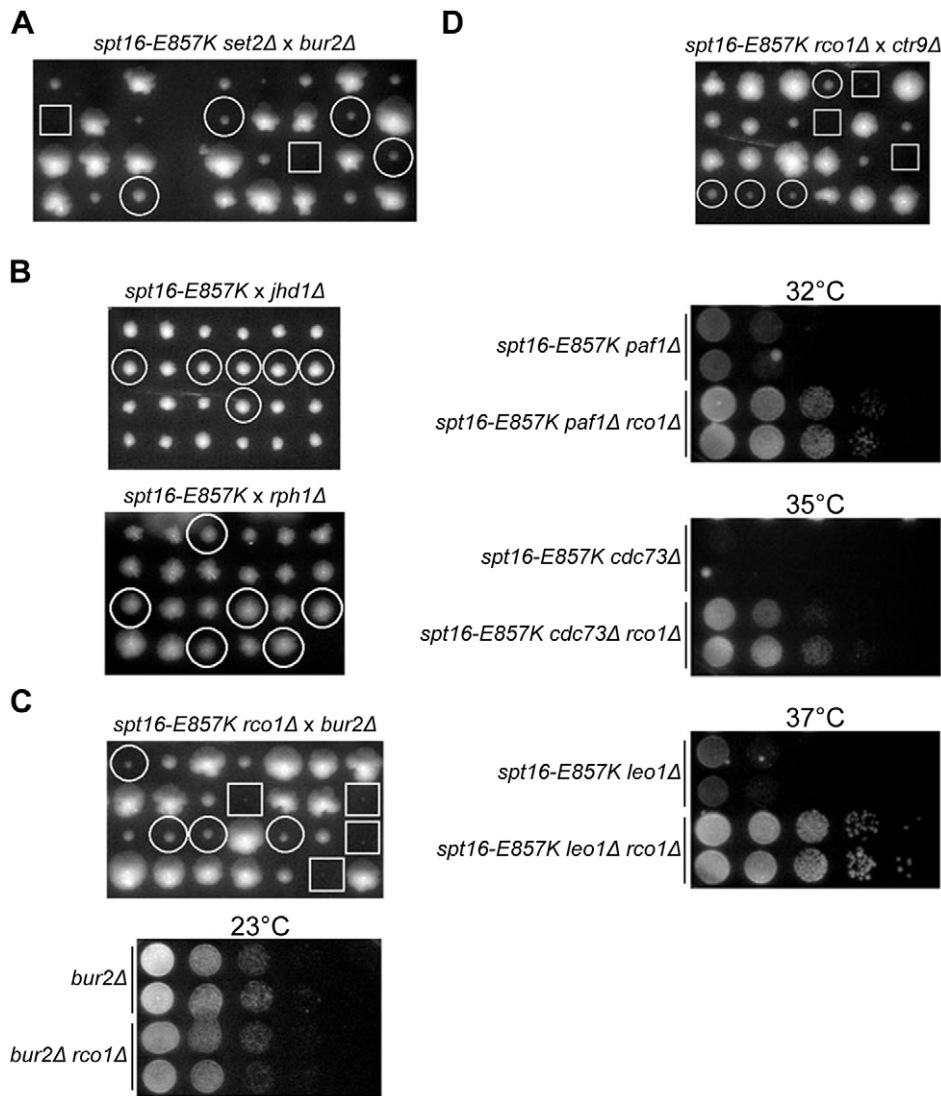 A
spt16-E857K set2Δ x bur2Δ
B
spt16-E857K x jhd1Δ
spt16-E857K x rph1Δ
C
spt16-E857K rco1Δ x bur2Δ
23°C
bur2Δ
bur2Δ rco1Δ
D
spt16-E857K rco1Δ x ctr9Δ
32°C
spt16-E857K paf1Δ
spt16-E857K paf1Δ rco1Δ
35°C
spt16-E857K cdc73Δ
spt16-E857K cdc73Δ rco1Δ
37°C
spt16-E857K leo1Δ
spt16-E857K leo1Δ rco1Δ